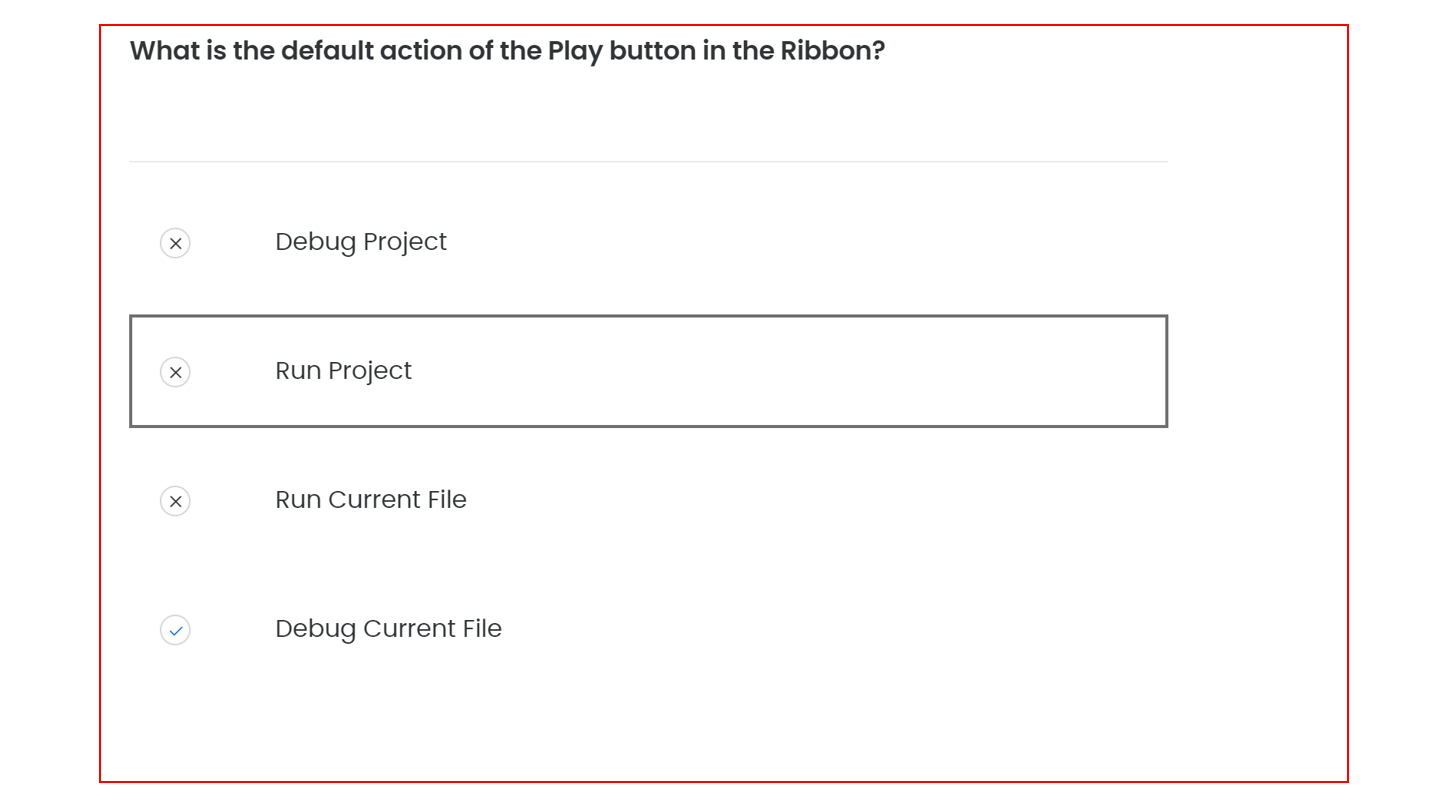 What is the default action of the Play button in the Ribbon?
Debug Project
Run Project
Run Current File
Debug Current File